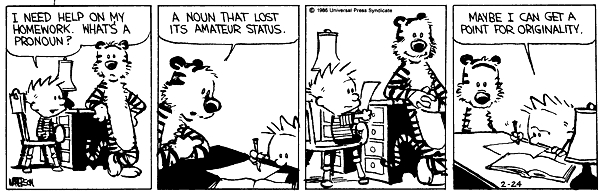 I NEED HELP ON MY
HOMEWORK. WHAT'S A
PRONOUN?
WATTERSON
A NOUN THAT LOST
ITS AMATEUR STATUS.
© 1986 Universal Press Syndicate
MAYBE I CAN GET A
POINT FOR ORIGINALITY.
2-24